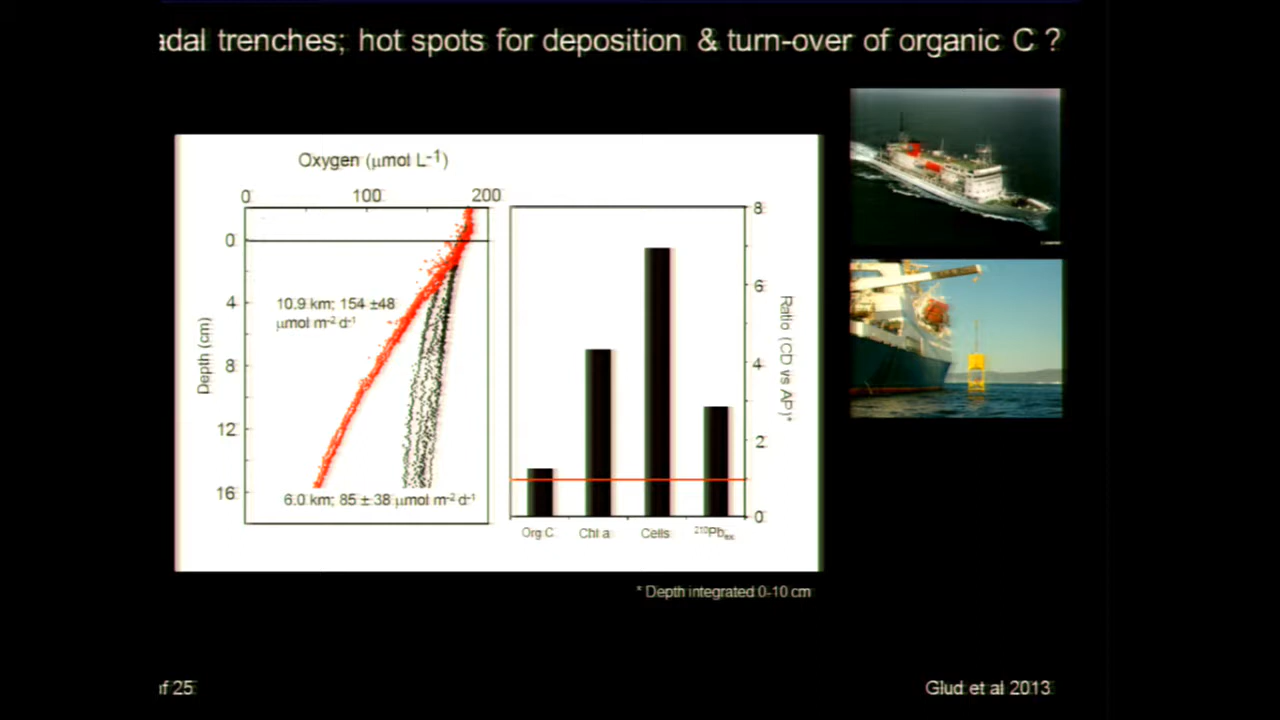 adal trenches; hot spots for deposition & turn-over of organic C ?
Oxygen (μmol L-1)
0 100 200
0
4
8
12
16
Depth (cm)
10.9 km; 154 ±48
μmol m-2 d-1
6.0 km; 85 ± 38 μmol m-2 d-1
8
6
4
2
0
Ratio (CD vs AP)*
Org C Chl a Cells 210Pbex
* Depth integrated 0-10 cm
of 25
Glud et al 2013